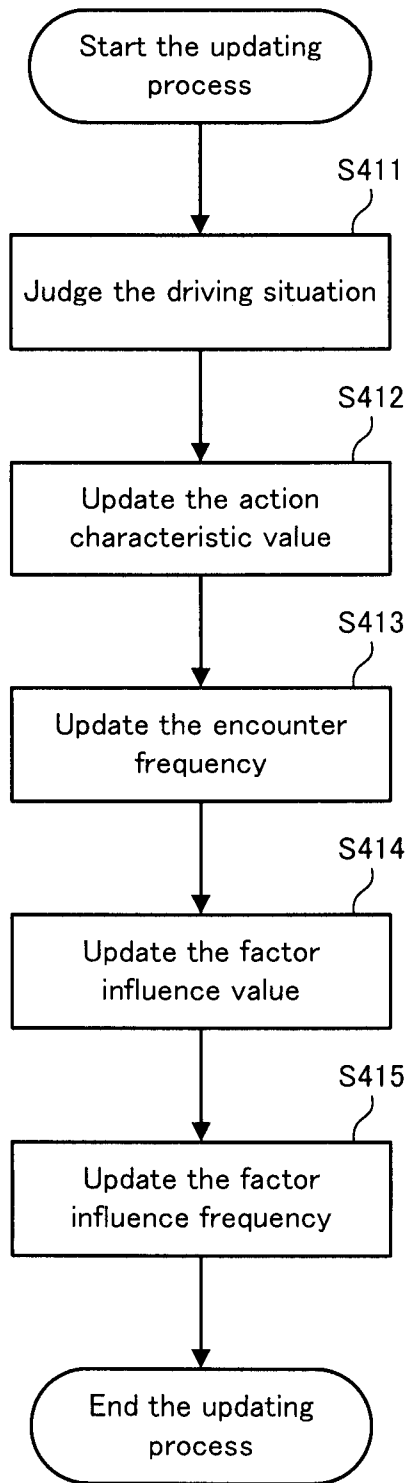 Start the updating
process
S411
Judge the driving situation
S412
Update the action
characteristic value
S413
Update the encounter
frequency
S414
Update the factor
influence value
S415
Update the factor
influence frequency
End the updating
process